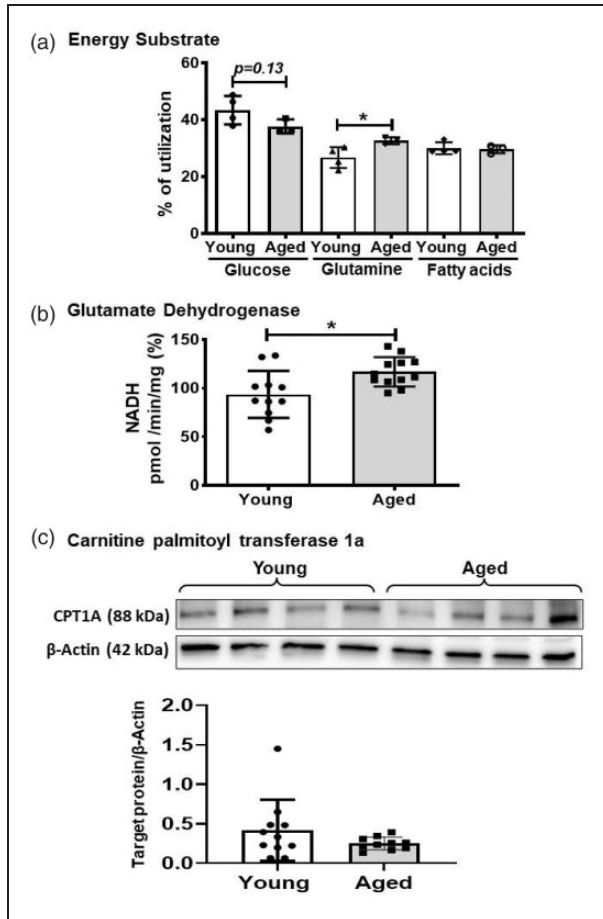 (a) Energy Substrate
% of utilization
60
40
20
0
p=0.13
*
Young Aged Young Aged Young Aged
Glucose Glutamine Fatty acids
(b) Glutamate Dehydrogenase
NADH
pmol /min/mg (%)
150
100
50
0
*
Young Aged
(c) Carnitine palmitoyl transferase 1a
Young Aged
CPT1A (88 kDa)
β-Actin (42 kDa)
Target protein/β-Actin
2.0
1.5
1.0
0.5
0.0
Young Aged